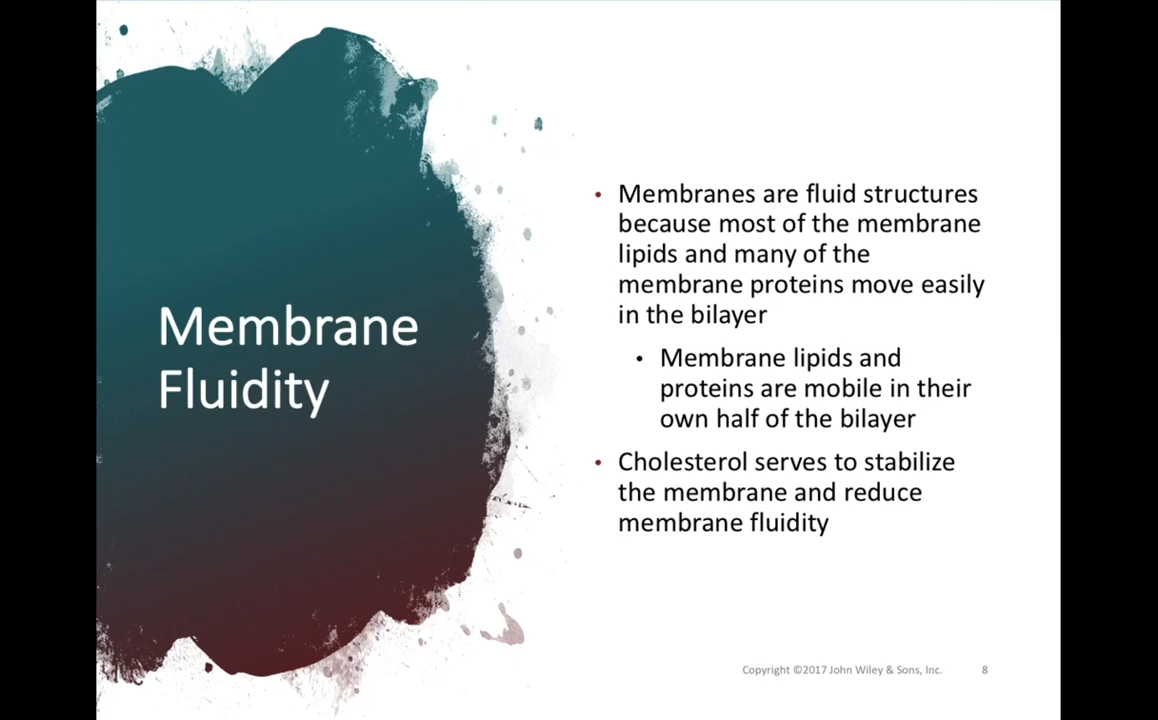 Membrane
Fluidity
• Membranes are fluid structures
because most of the membrane
lipids and many of the
membrane proteins move easily
in the bilayer
• Membrane lipids and
proteins are mobile in their
own half of the bilayer
• Cholesterol serves to stabilize
the membrane and reduce
membrane fluidity
Copyright ©2017 John Wiley & Sons, Inc. 8